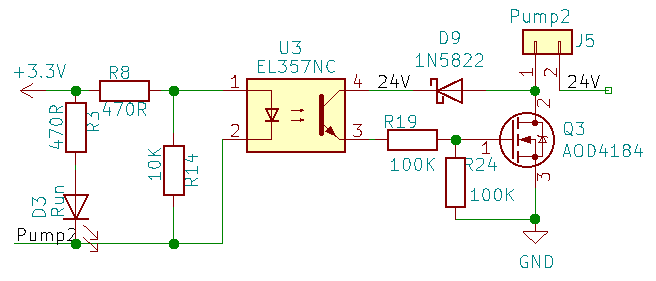 Pump2
J5
D9
1N5822
U3
EL357NC
+3.3V
R8
470R
1
4
24V
1
2
24V
2
470R
R3
10K
R14
2
3
R19
100K
1
Q3
AOD4184
R24
100K
3
D3
Run
Pump2
GND